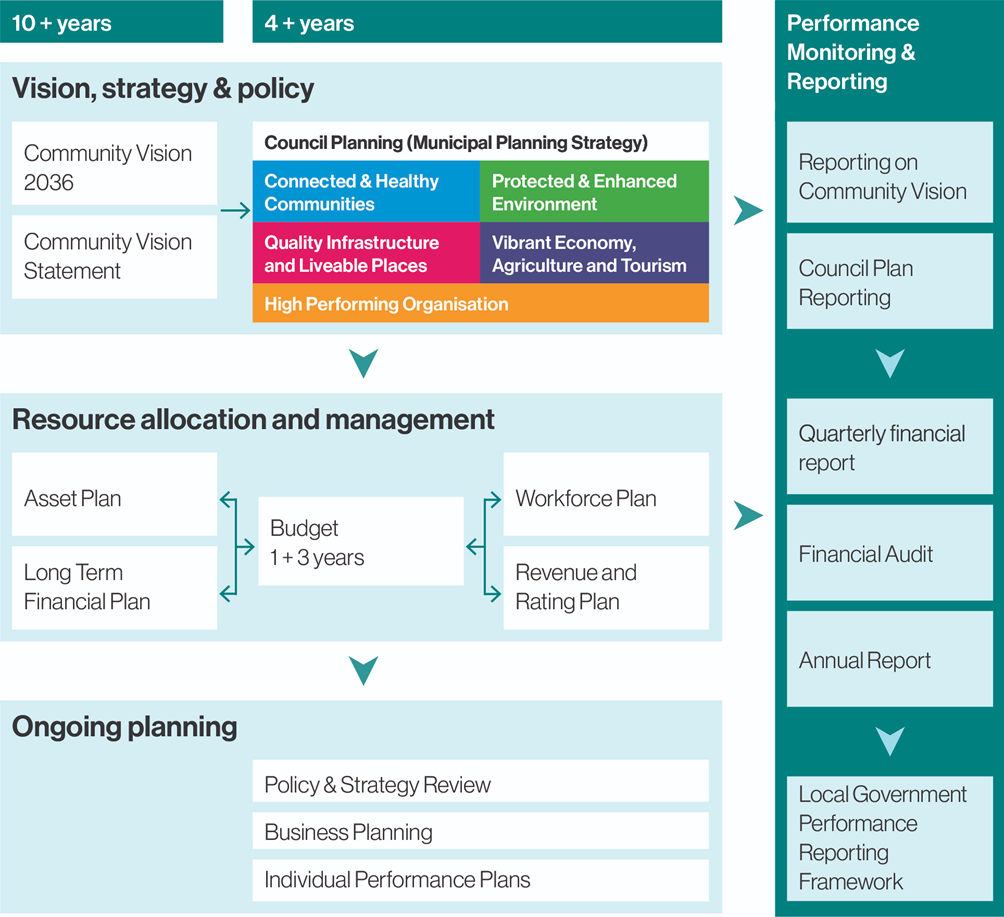 10 + years
4 + years
Vision, strategy & policy
Community Vision
2036
Community Vision
Statement
Council Planning (Municipal Planning Strategy)
Connected & Healthy
Communities
Protected & Enhanced
Environment
Quality Infrastructure
and Liveable Places
Vibrant Economy,
Agriculture and Tourism
High Performing Organisation
Resource allocation and management
Asset Plan
Long Term
Financial Plan
Budget
1 + 3 years
Workforce Plan
Revenue and
Rating Plan
Ongoing planning
Policy & Strategy Review
Business Planning
Individual Performance Plans
Performance
Monitoring &
Reporting
Reporting on
Community Vision
Council Plan
Reporting
Quarterly financial
report
Financial Audit
Annual Report
Local Government
Performance
Reporting
Framework